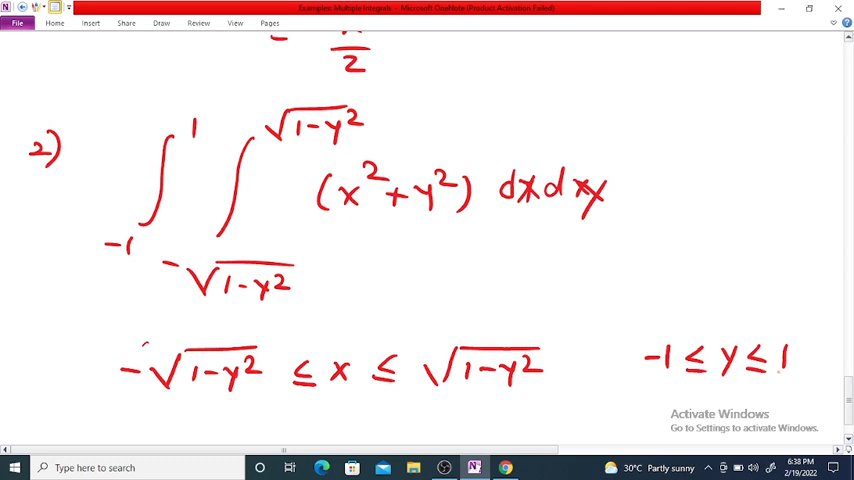 Examples: Multiple Integrals -- Microsoft OneNote (Product Activation Failed)
File Home Insert Share Draw Review View Pages
2
2) ∫_{-1}^{1} ∫_{-√(1-y²)}^{√(1-y²)} (x²+y²) dx dy
-√(1-y²) ≤ x ≤ √(1-y²) -1 ≤ y ≤ 1
Activate Windows
Go to Settings to activate Windows.
Type here to search
30°C Partly sunny
6:38 PM
2/19/2022